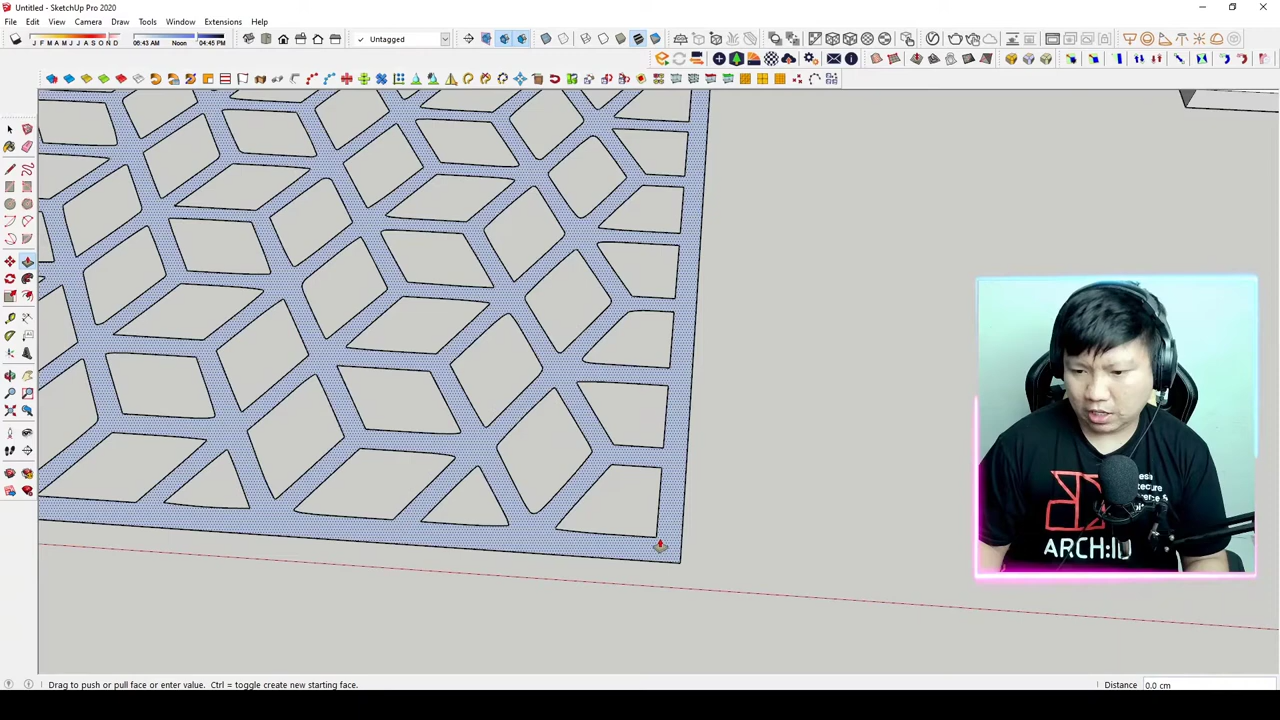 Untitled - SketchUp Pro 2020
File Edit View Camera Draw Tools Window Extensions Help
J F M A M J J A S O N D
06:43 AM Noon 04:45 PM
Untagged
ARCH:ID
Drag to push or pull face or enter value. Ctrl = toggle create new starting face.
Distance 0.0 cm